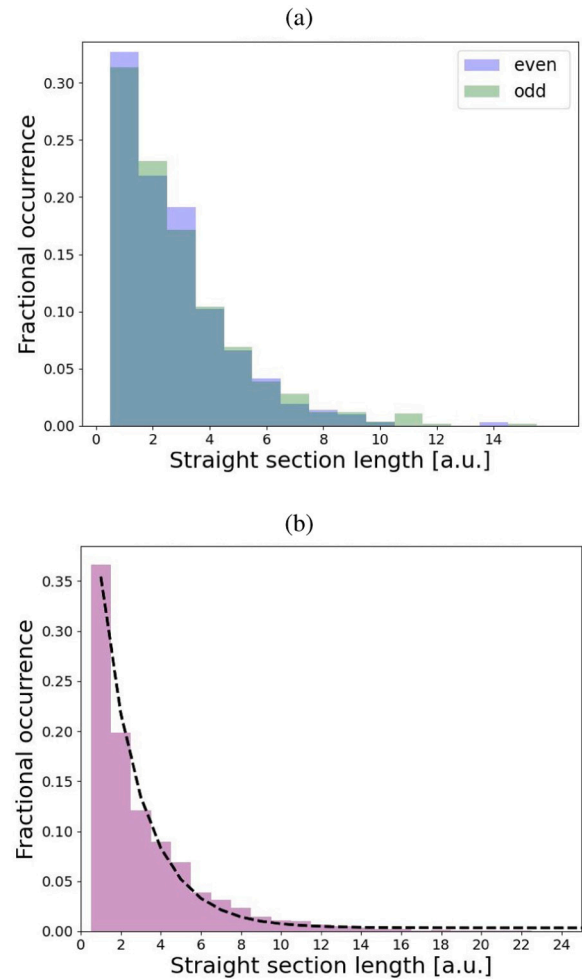 (a)
Fractional occurrence
0.30
0.25
0.20
0.15
0.10
0.05
0.00
even
odd
0 2 4 6 8 10 12 14
Straight section length [a.u.]
(b)
Fractional occurrence
0.35
0.30
0.25
0.20
0.15
0.10
0.05
0.00
0 2 4 6 8 10 12 14 16 18 20 22 24
Straight section length [a.u.]